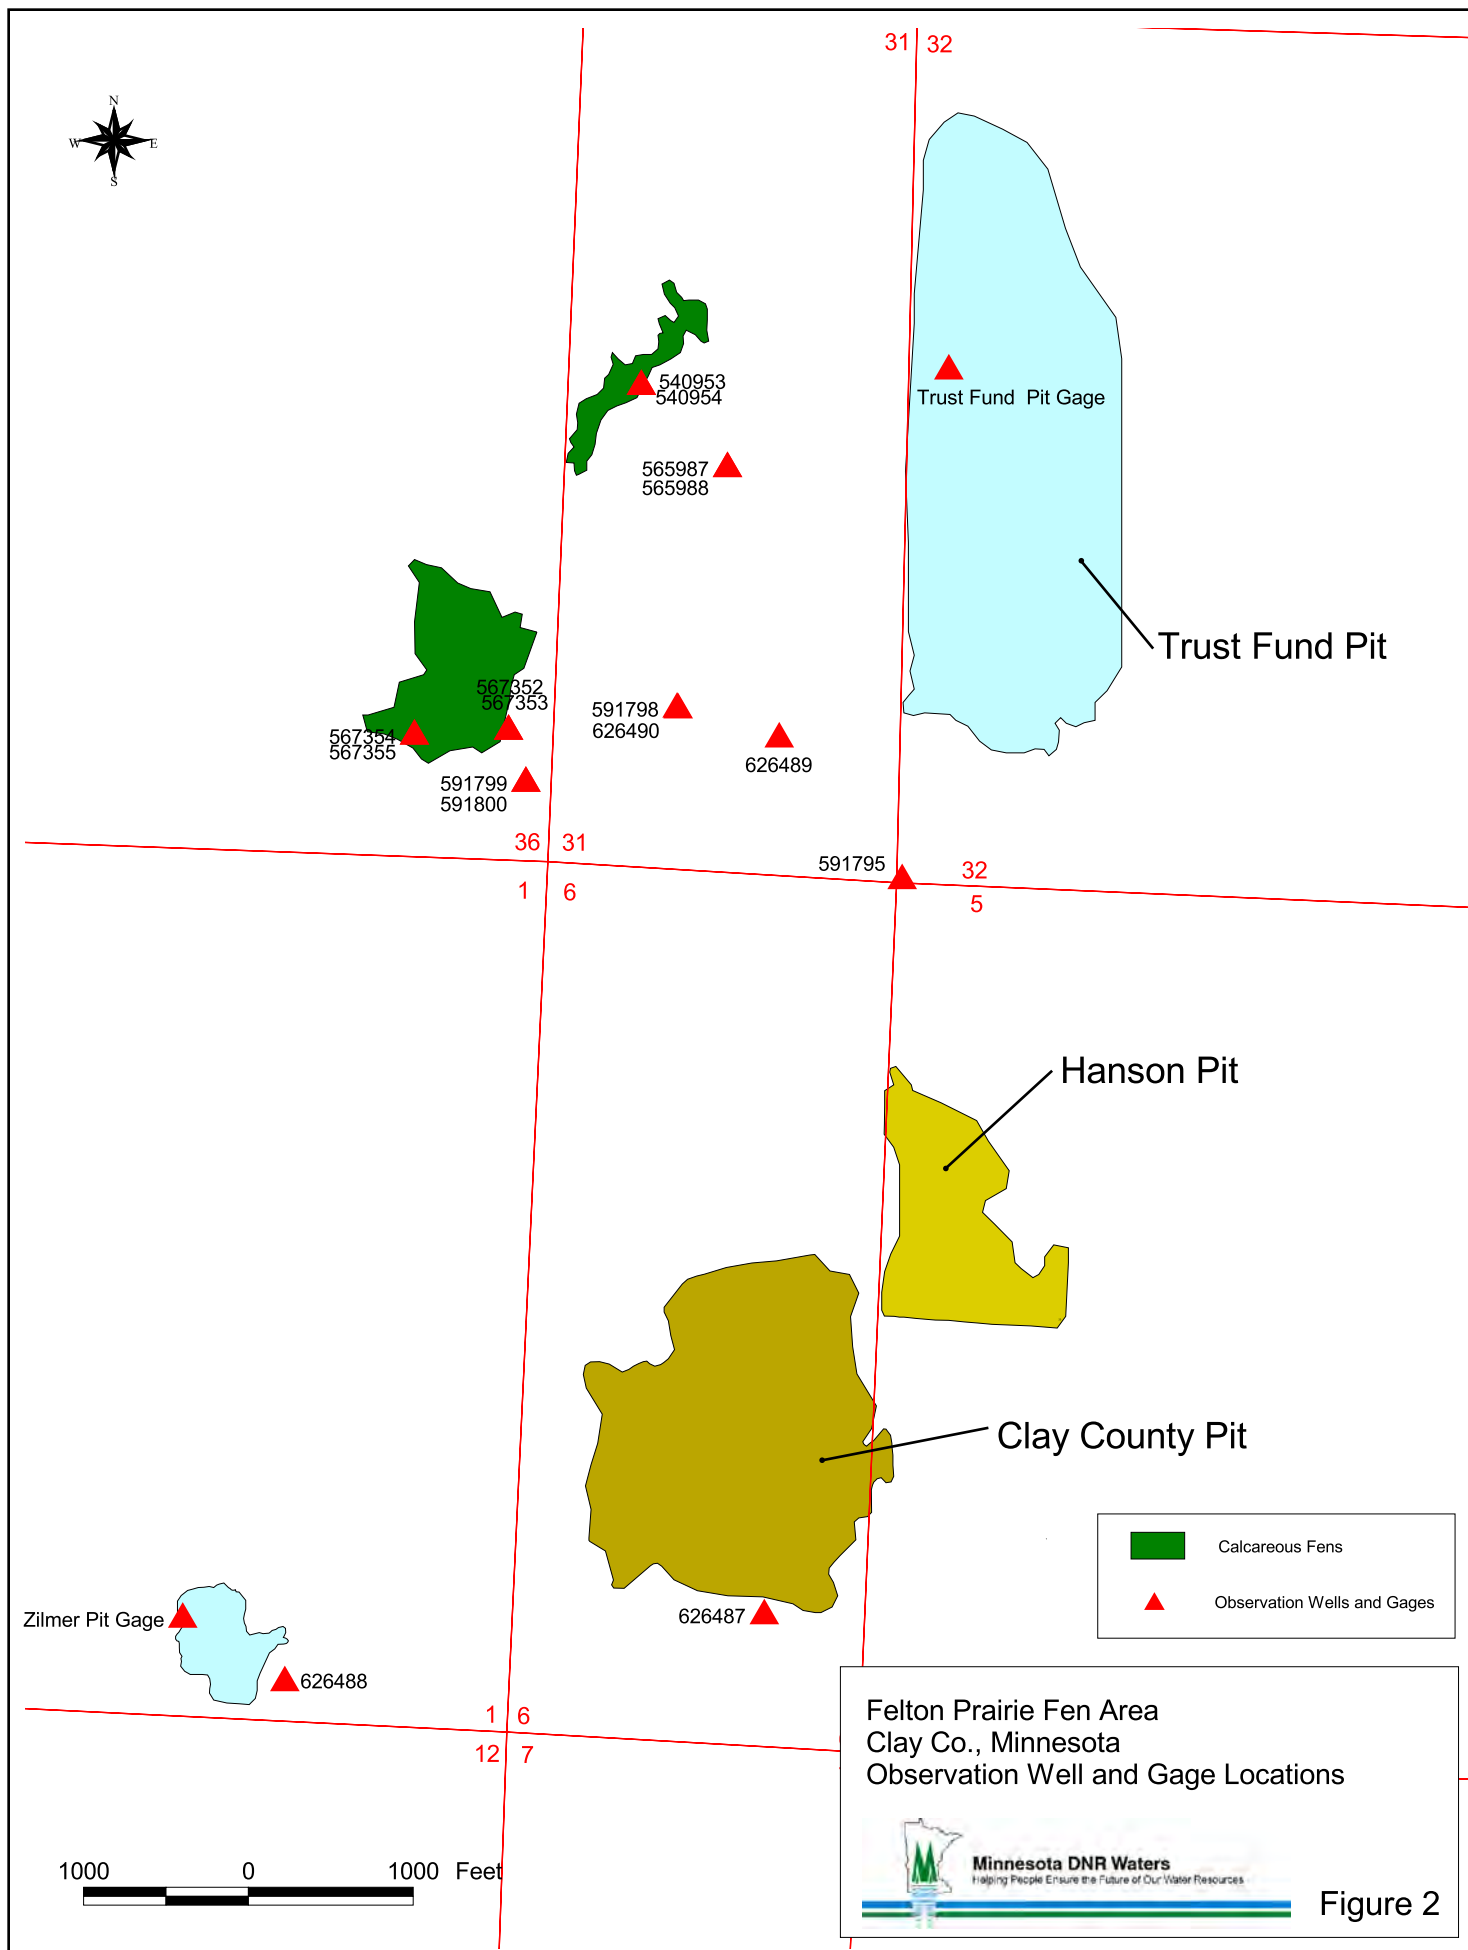 31 32
N
W E
S
540953
540954
Trust Fund  Pit Gage
565987
565988
Trust Fund Pit
567352
567353
591798
626490
567354
567355
626489
591799
591800
36 31
591795
32
1 6
5
Hanson Pit
Clay County Pit
Calcareous Fens
Observation Wells and Gages
Zilmer Pit Gage
626487
626488
1 6
12 7
Felton Prairie Fen Area
Clay Co., Minnesota
Observation Well and Gage Locations
Minnesota DNR Waters
Helping People Ensure the Future of Our Water Resources
Figure 2
1000 0 1000 Feet